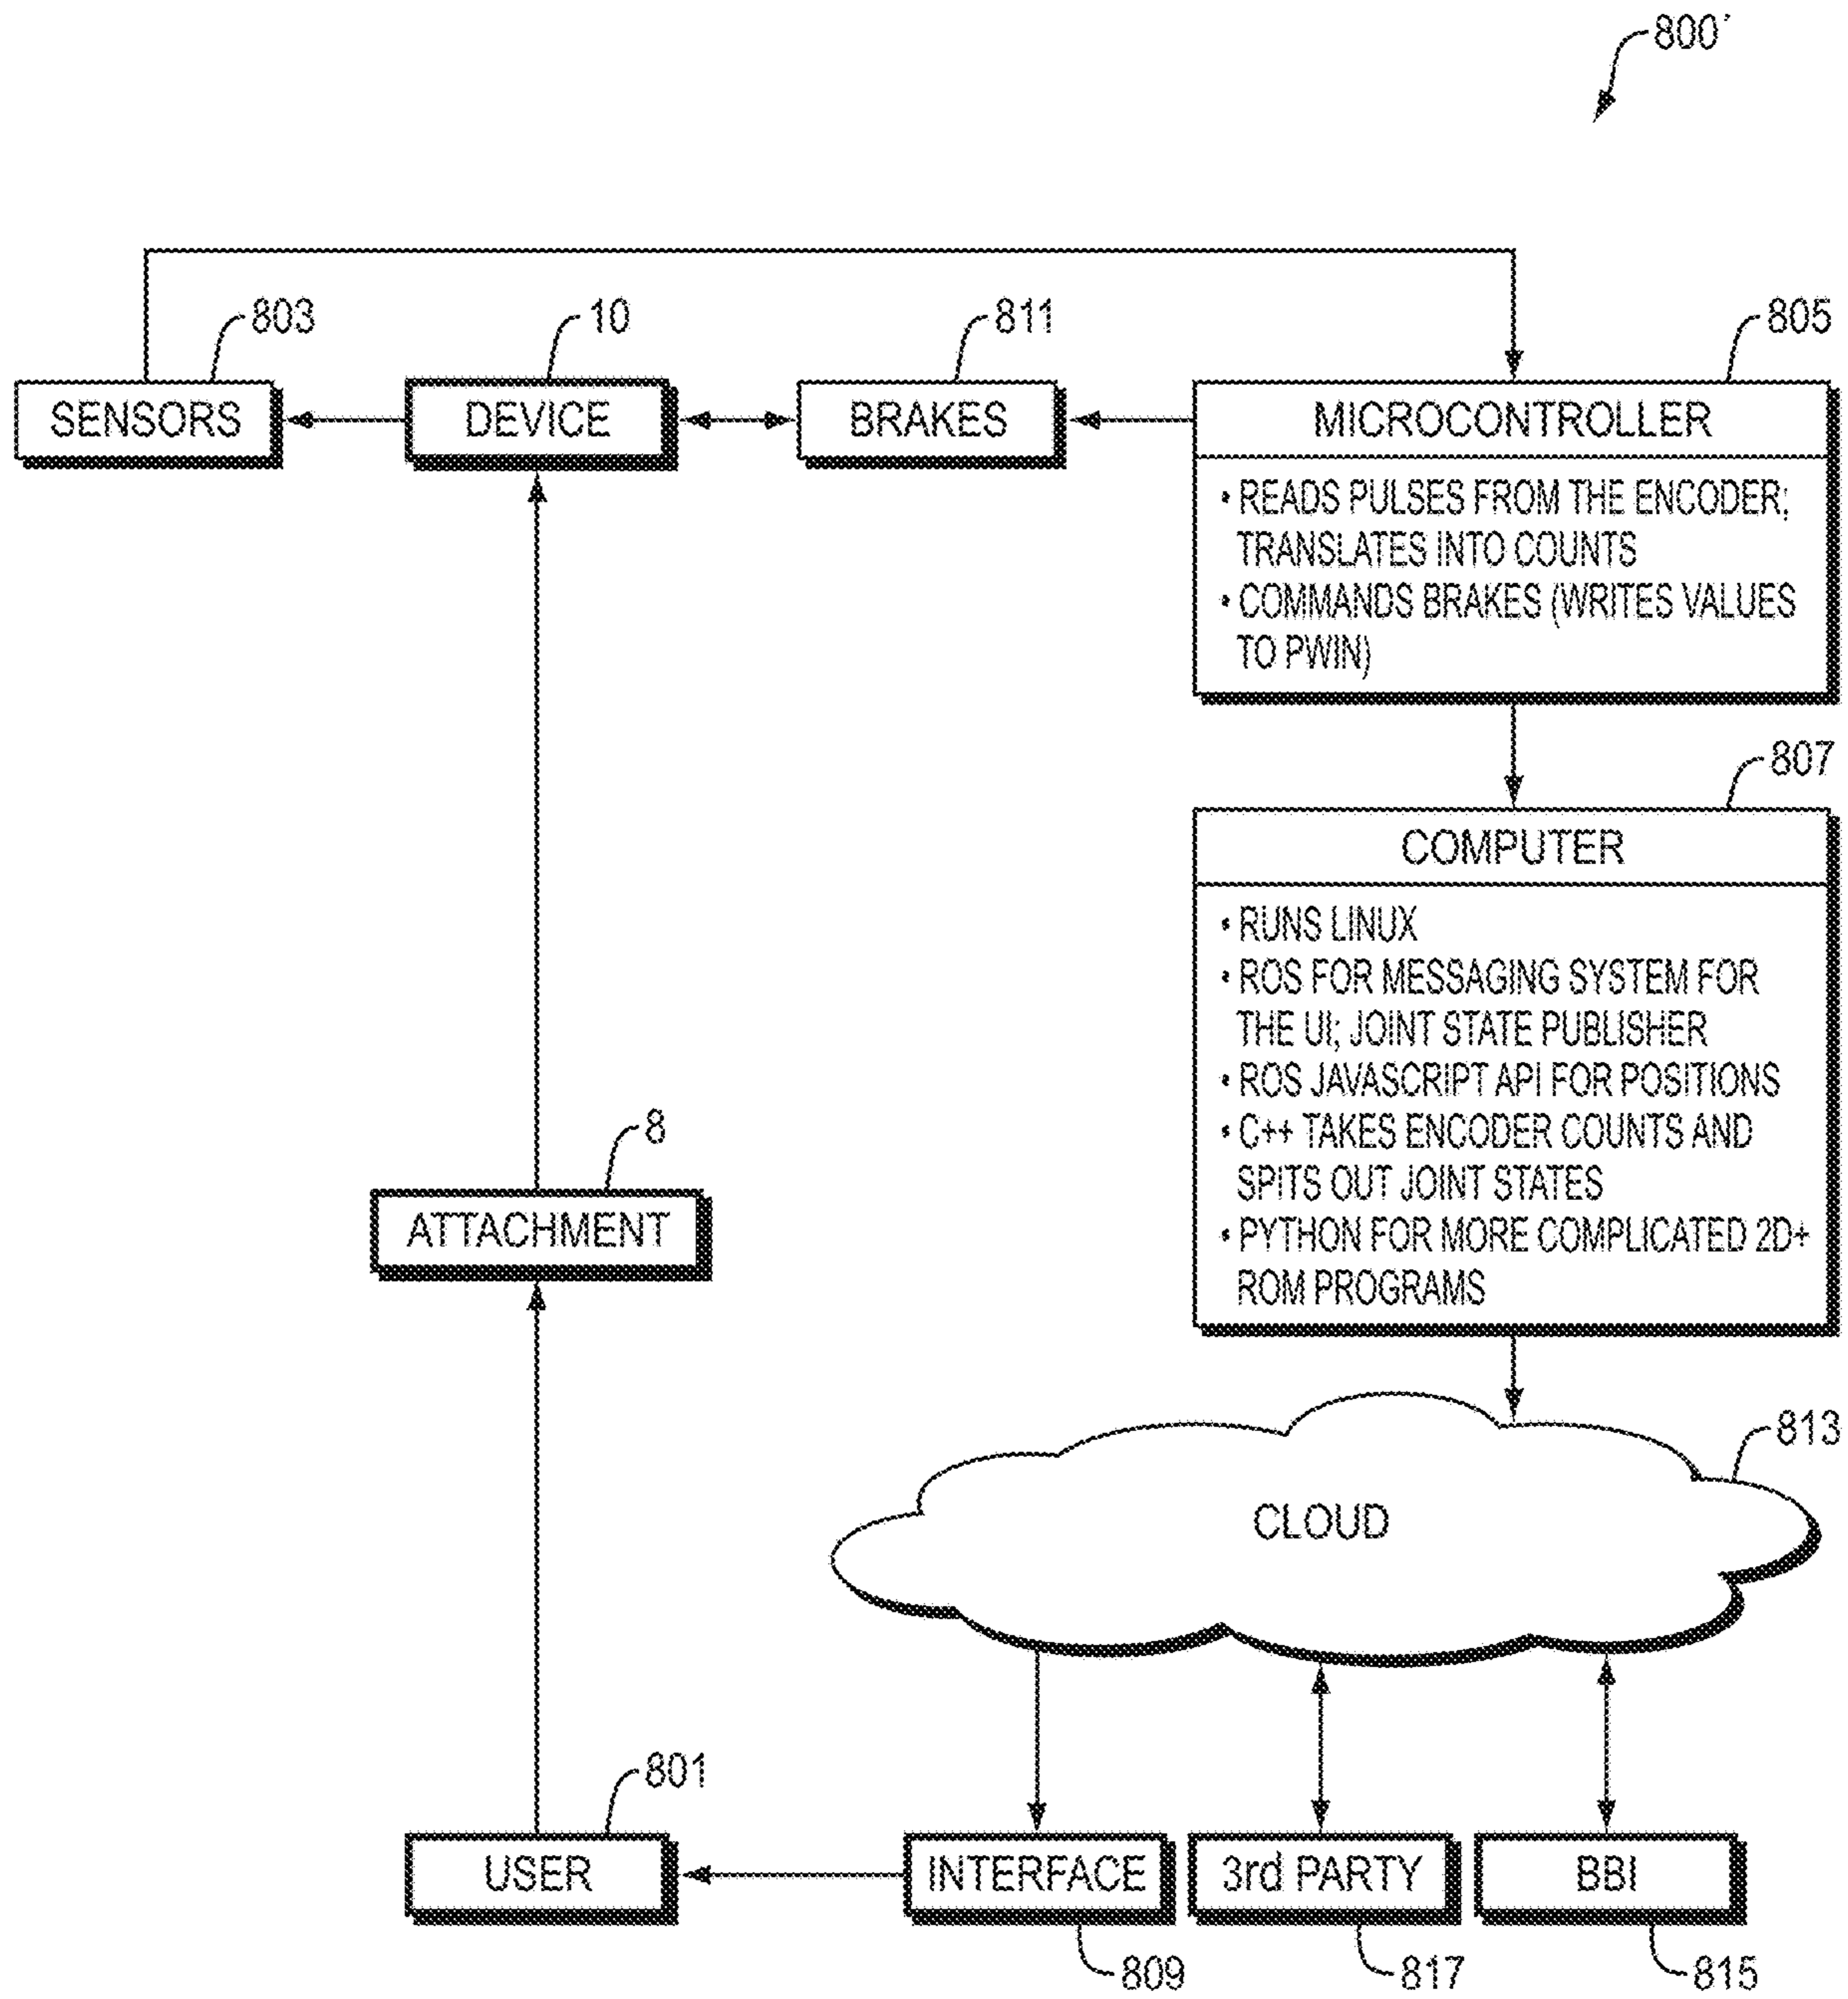 800'
803
10
811
805
SENSORS
DEVICE
BRAKES
MICROCONTROLLER
• READS PULSES FROM THE ENCODER;
TRANSLATES INTO COUNTS
• COMMANDS BRAKES (WRITES VALUES
TO PWIN)
807
COMPUTER
• RUNS LINUX
• ROS FOR MESSAGING SYSTEM FOR
THE UI; JOINT STATE PUBLISHER
• ROS JAVASCRIPT API FOR POSITIONS
• C++ TAKES ENCODER COUNTS AND
SPITS OUT JOINT STATES
• PYTHON FOR MORE COMPLICATED 2D+
ROM PROGRAMS
8
ATTACHMENT
813
CLOUD
801
USER
INTERFACE
3rd PARTY
BBI
809
817
815